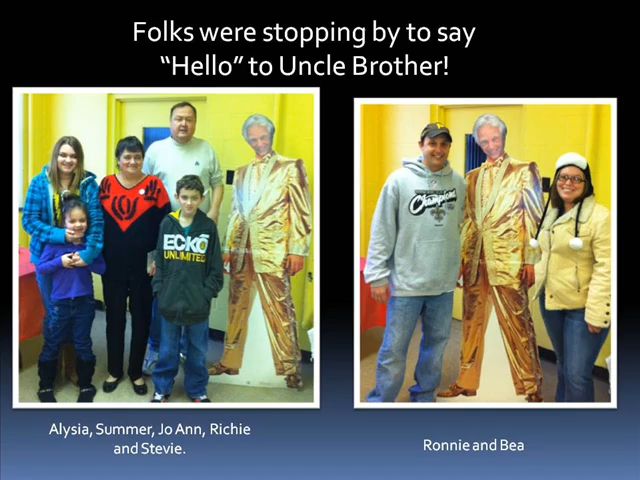 Folks were stopping by to say
“Hello” to Uncle Brother!
ECKŌ
UNLIMITED
Champions
Alysia, Summer, Jo Ann, Richie
and Stevie.
Ronnie and Bea